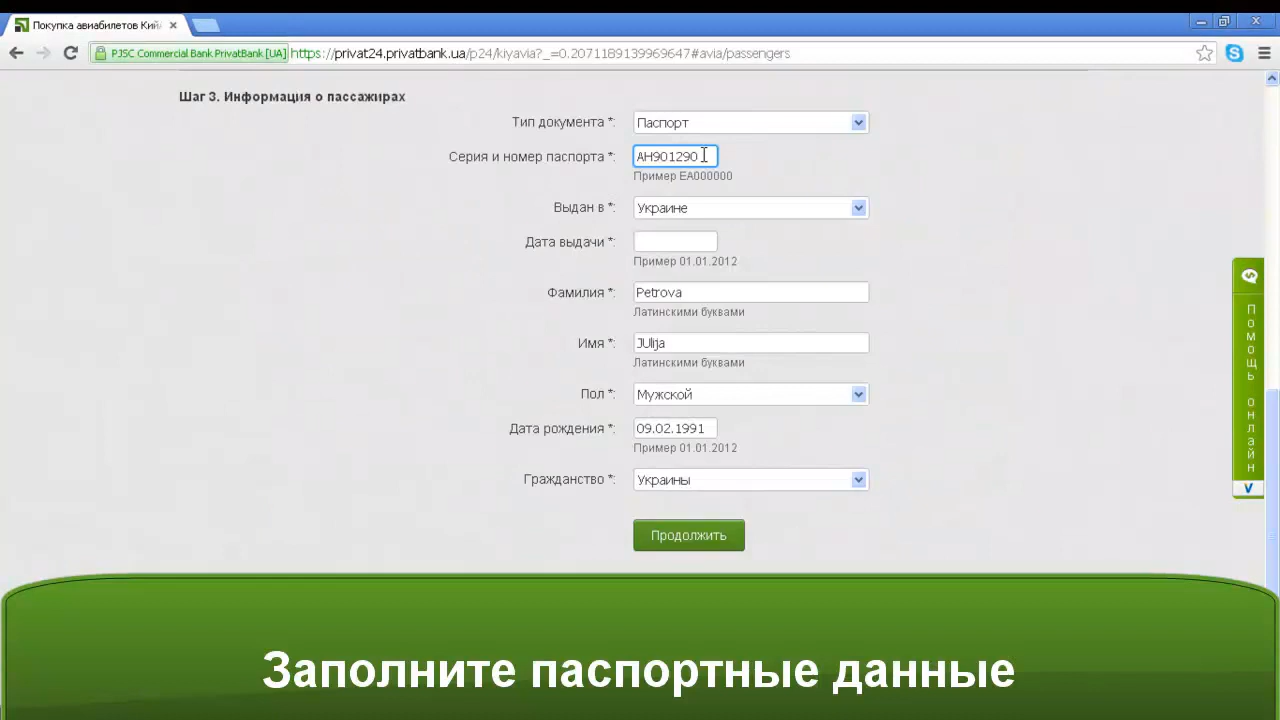 Покупка авиабилетов Кий
PJSC Commercial Bank PrivatBank [UA] https://privat24.privatbank.ua/p24/kiyavia?_=0.2071189139969647#avia/passengers
Шаг 3. Информация о пассажирах
Тип документа *: Паспорт
Серия и номер паспорта *: АН901290
Пример ЕА000000
Выдан в *: Украине
Дата выдачи *:
Пример 01.01.2012
Фамилия *: Petrova
Латинскими буквами
Имя *: JUlija
Латинскими буквами
Пол *: Мужской
Дата рождения *: 09.02.1991
Пример 01.01.2012
Гражданство *: Украины
Продолжить
Помощь онлайн
Заполните паспортные данные